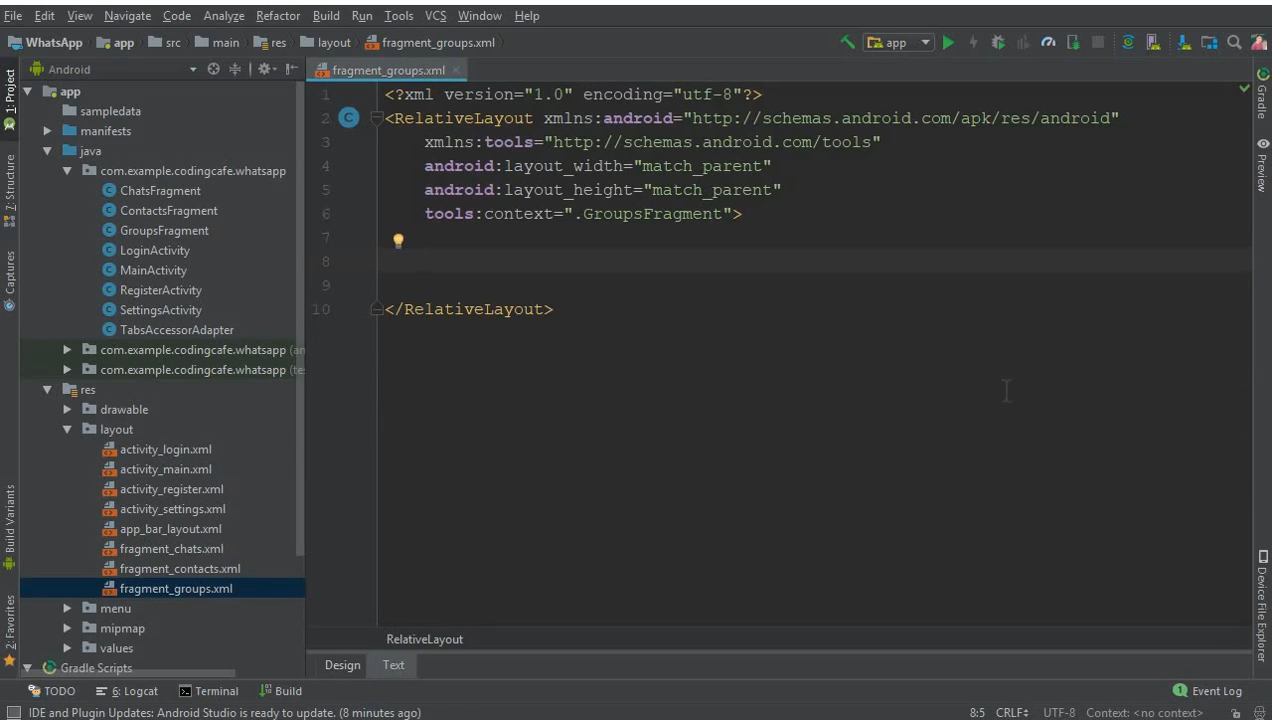 File Edit View Navigate Code Analyze Refactor Build Run Tools VCS Window Help
WhatsApp app src main res layout fragment_groups.xml app
Android fragment_groups.xml
1: Project
7: Structure
Captures
Build Variants
2: Favorites
app
sampledata
manifests
java
com.example.codingcafe.whatsapp
ChatsFragment
ContactsFragment
GroupsFragment
LoginActivity
MainActivity
RegisterActivity
SettingsActivity
TabsAccessorAdapter
com.example.codingcafe.whatsapp (an
com.example.codingcafe.whatsapp (te
res
drawable
layout
activity_login.xml
activity_main.xml
activity_register.xml
activity_settings.xml
app_bar_layout.xml
fragment_chats.xml
fragment_contacts.xml
fragment_groups.xml
menu
mipmap
values
Gradle Scripts
1 <?xml version="1.0" encoding="utf-8"?>
2 <RelativeLayout xmlns:android="http://schemas.android.com/apk/res/android"
3 xmlns:tools="http://schemas.android.com/tools"
4 android:layout_width="match_parent"
5 android:layout_height="match_parent"
6 tools:context=".GroupsFragment">
7
8
9
10 </RelativeLayout>
RelativeLayout
Design Text
Gradle
Preview
Device File Explorer
TODO 6: Logcat Terminal Build 1 Event Log
IDE and Plugin Updates: Android Studio is ready to update. (8 minutes ago) 8:5 CRLF UTF-8 Context: <no context>